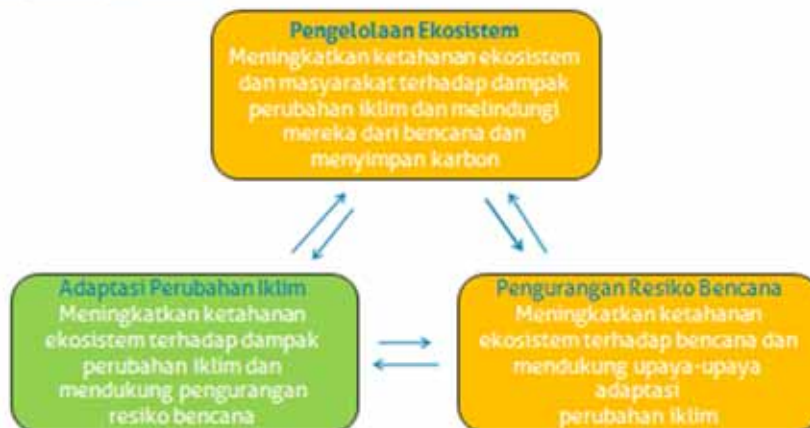 Pengelolaan Ekosistem
Meningkatkan ketahanan ekosistem
dan masyarakat terhadap dampak
perubahan iklim dan melindungi
mereka dari bencana dan
menyimpan karbon
Adaptasi Perubahan Iklim
Meningkatkan ketahanan
ekosistem terhadap dampak
perubahan iklim dan
mendukung pengurangan
resiko bencana
Pengurangan Resiko Bencana
Meningkatkan ketahanan
ekosistem terhadap bencana dan
mendukung upaya-upaya
adaptasi
perubahan iklim